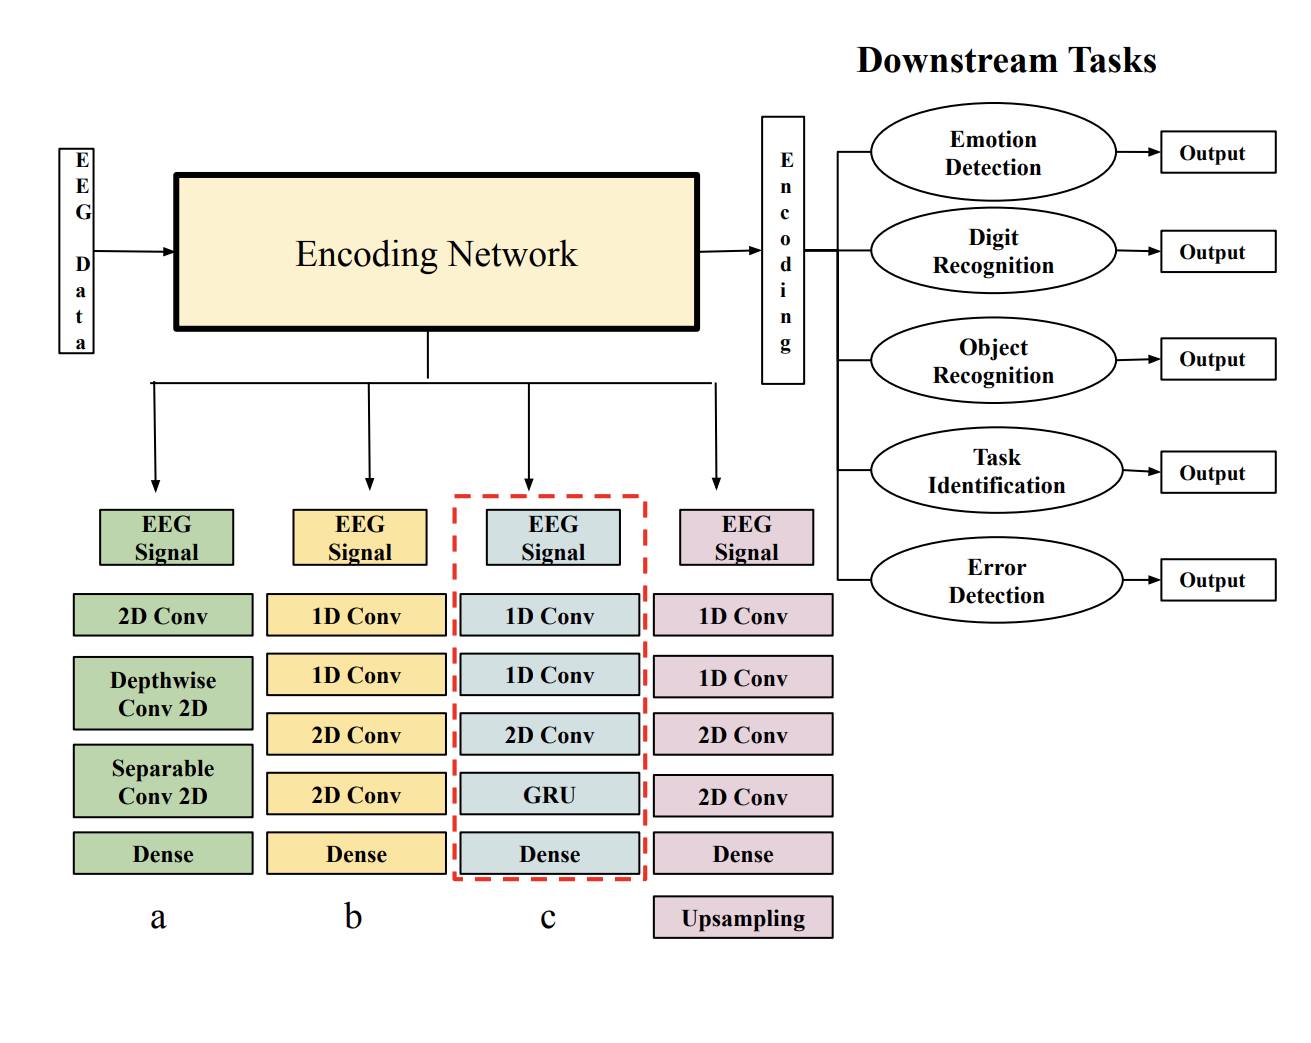 Downstream Tasks
EEG Data
Encoding Network
Encoding
Emotion
Detection
Output
Digit
Recognition
Output
Object
Recognition
Output
Task
Identification
Output
Error
Detection
Output
EEG
Signal
2D Conv
Depthwise
Conv 2D
Separable
Conv 2D
Dense
a
EEG
Signal
1D Conv
1D Conv
2D Conv
2D Conv
Dense
b
EEG
Signal
1D Conv
1D Conv
2D Conv
GRU
Dense
c
EEG
Signal
1D Conv
1D Conv
2D Conv
2D Conv
Dense
Upsampling